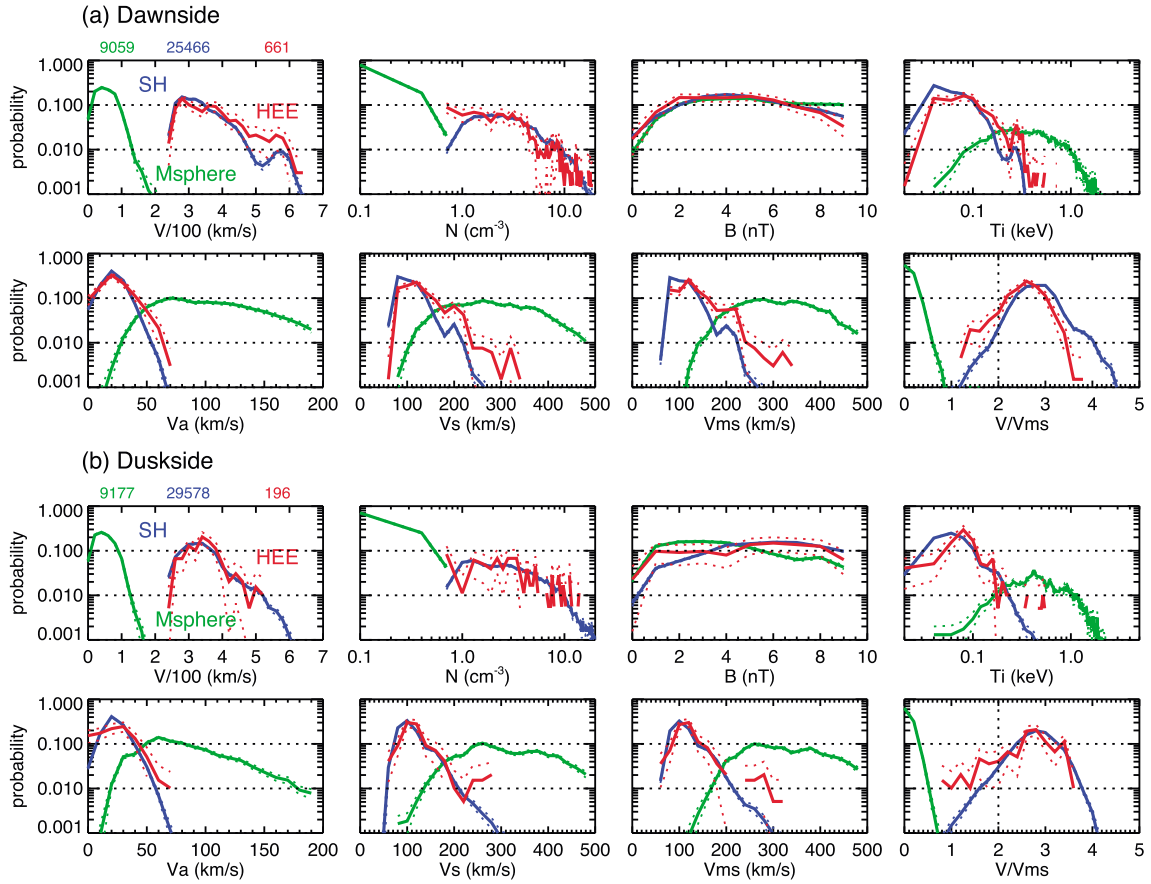 (a) Dawnside
9059 25466 661
probability
1.000
0.100
0.010
0.001
SH
HEE
Msphere
0 1 2 3 4 5 6 7
V/100 (km/s)
0.1 1.0 10.0
N (cm-3)
0 2 4 6 8 10
B (nT)
0.1 1.0
Ti (keV)
probability
1.000
0.100
0.010
0.001
0 50 100 150 200
Va (km/s)
0 100 200 300 400 500
Vs (km/s)
0 100 200 300 400 500
Vms (km/s)
0 1 2 3 4 5
V/Vms
(b) Duskside
9177 29578 196
probability
1.000
0.100
0.010
0.001
SH
HEE
Msphere
0 1 2 3 4 5 6 7
V/100 (km/s)
0.1 1.0 10.0
N (cm-3)
0 2 4 6 8 10
B (nT)
0.1 1.0
Ti (keV)
probability
1.000
0.100
0.010
0.001
0 50 100 150 200
Va (km/s)
0 100 200 300 400 500
Vs (km/s)
0 100 200 300 400 500
Vms (km/s)
0 1 2 3 4 5
V/Vms